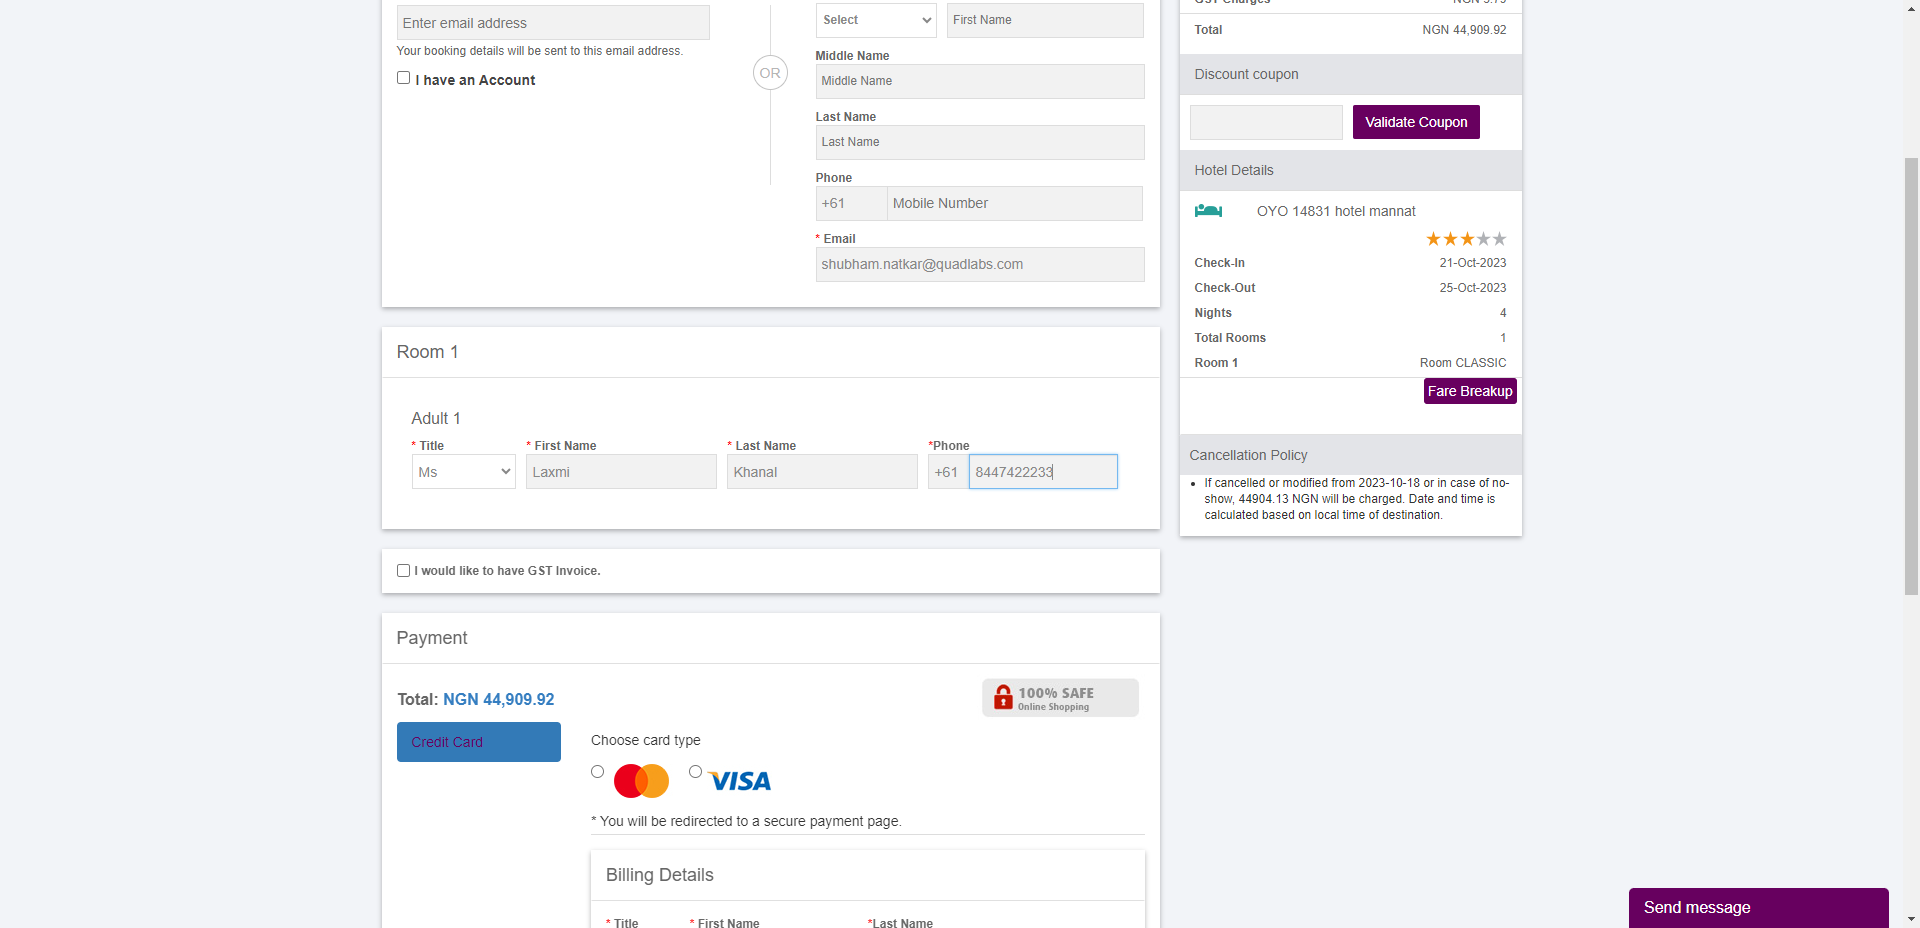 Enter email address
Your booking details will be sent to this email address.
I have an Account
OR
Select
First Name
Middle Name
Middle Name
Last Name
Last Name
Phone
+61
Mobile Number
* Email
shubham.natkar@quadlabs.com
Room 1
Adult 1
* Title
* First Name
* Last Name
*Phone
Ms
Laxmi
Khanal
+61
8447422233
I would like to have GST Invoice.
Payment
Total: NGN 44,909.92
100% SAFE
Online Shopping
Credit Card
Choose card type
VISA
* You will be redirected to a secure payment page.
Billing Details
* Title
* First Name
*Last Name
GST Charges
NGN 5.79
Total
NGN 44,909.92
Discount coupon
Validate Coupon
Hotel Details
OYO 14831 hotel mannat
Check-In
21-Oct-2023
Check-Out
25-Oct-2023
Nights
4
Total Rooms
1
Room 1
Room CLASSIC
Fare Breakup
Cancellation Policy
If cancelled or modified from 2023-10-18 or in case of no-
show, 44904.13 NGN will be charged. Date and time is
calculated based on local time of destination.
Send message